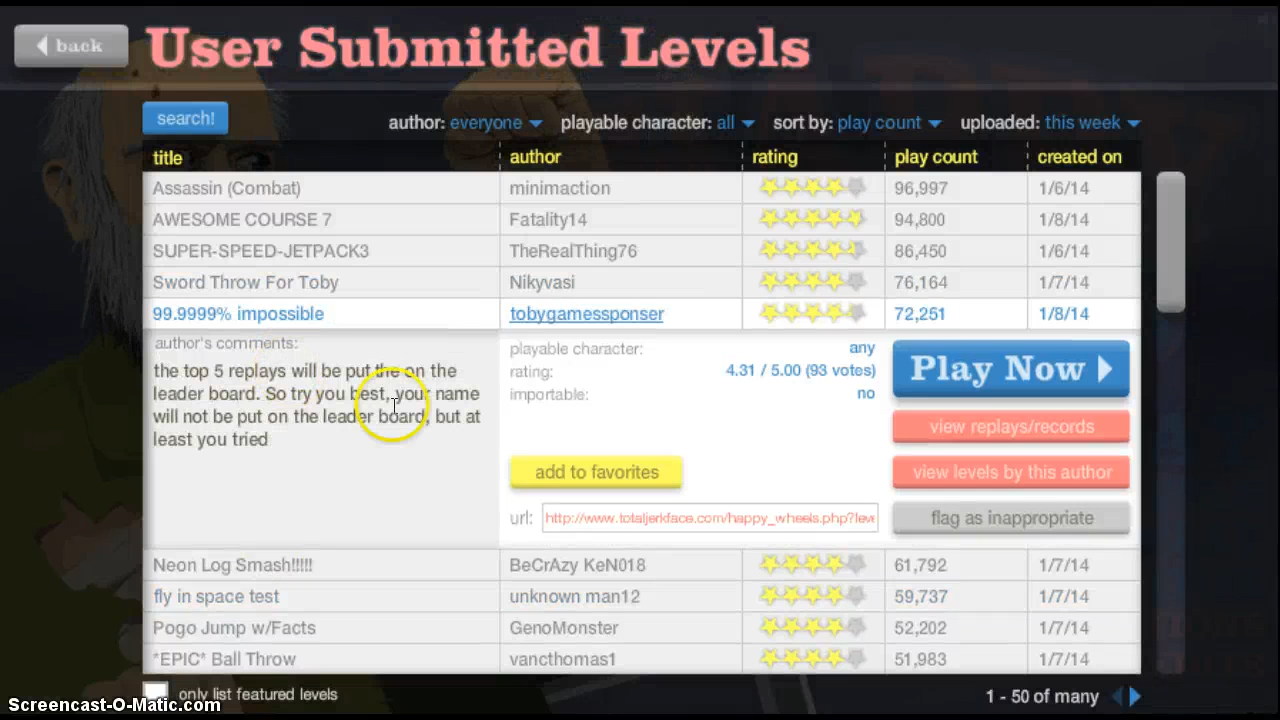 back
User Submitted Levels
search!
author: everyone playable character: all sort by: play count uploaded: this week
title author rating play count created on
Assassin (Combat) minimaction 96,997 1/6/14
AWESOME COURSE 7 Fatality14 94,800 1/8/14
SUPER-SPEED-JETPACK3 TheRealThing76 86,450 1/6/14
Sword Throw For Toby Nikyvasi 76,164 1/7/14
99.9999% impossible tobygamessponser 72,251 1/8/14
author's comments:
the top 5 replays will be put the on the
leader board. So try you best, your name
will not be put on the leader board, but at
least you tried
playable character: any
rating: 4.31 / 5.00 (93 votes)
importable: no
add to favorites
url: http://www.totaljerkface.com/happy_wheels.php?leve
Play Now
view replays/records
view levels by this author
flag as inappropriate
Neon Log Smash!!!!! BeCrAzy KeN018 61,792 1/7/14
fly in space test unknown man12 59,737 1/7/14
Pogo Jump w/Facts GenoMonster 52,202 1/7/14
*EPIC* Ball Throw vancthomas1 51,983 1/7/14
only list featured levels
1 - 50 of many
Screencast-O-Matic.com